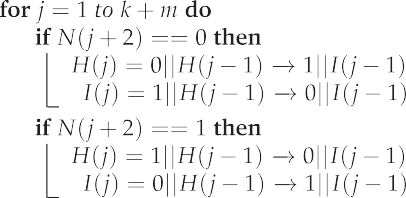 for j = 1 to k + m do
if N(j + 2) == 0 then
H(j) = 0||H(j − 1) → 1||I(j − 1)
I(j) = 1||H(j − 1) → 0||I(j − 1)
if N(j + 2) == 1 then
H(j) = 1||H(j − 1) → 0||I(j − 1)
I(j) = 0||H(j − 1) → 1||I(j − 1)